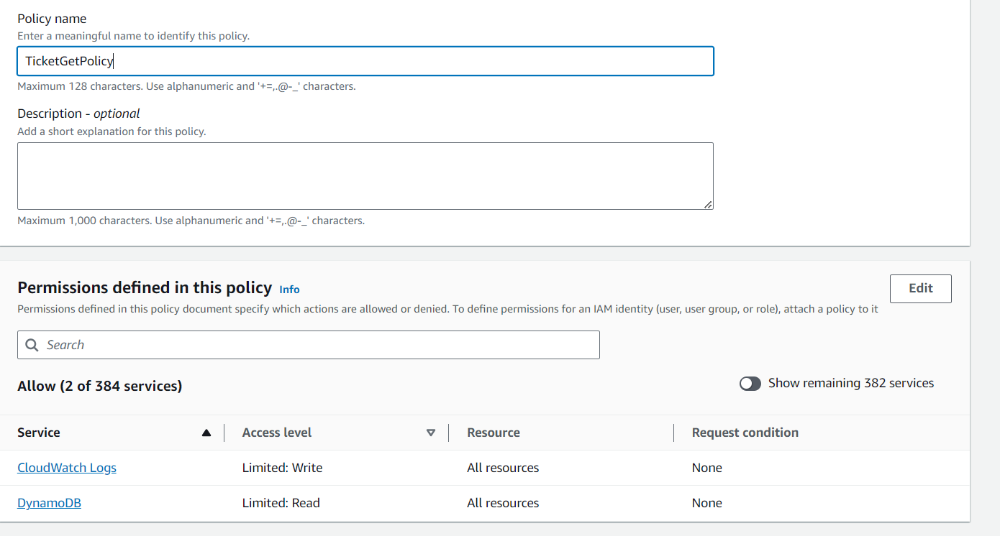 Policy name
Enter a meaningful name to identify this policy.
TicketGetPolicy
Maximum 128 characters. Use alphanumeric and '+=,.@-_' characters.
Description - optional
Add a short explanation for this policy.
Maximum 1,000 characters. Use alphanumeric and '+=,.@-_' characters.
Permissions defined in this policy Info
Edit
Permissions defined in this policy document specify which actions are allowed or denied. To define permissions for an IAM identity (user, user group, or role), attach a policy to it
Search
Allow (2 of 384 services)
Show remaining 382 services
Service Access level Resource Request condition
CloudWatch Logs Limited: Write All resources None
DynamoDB Limited: Read All resources None